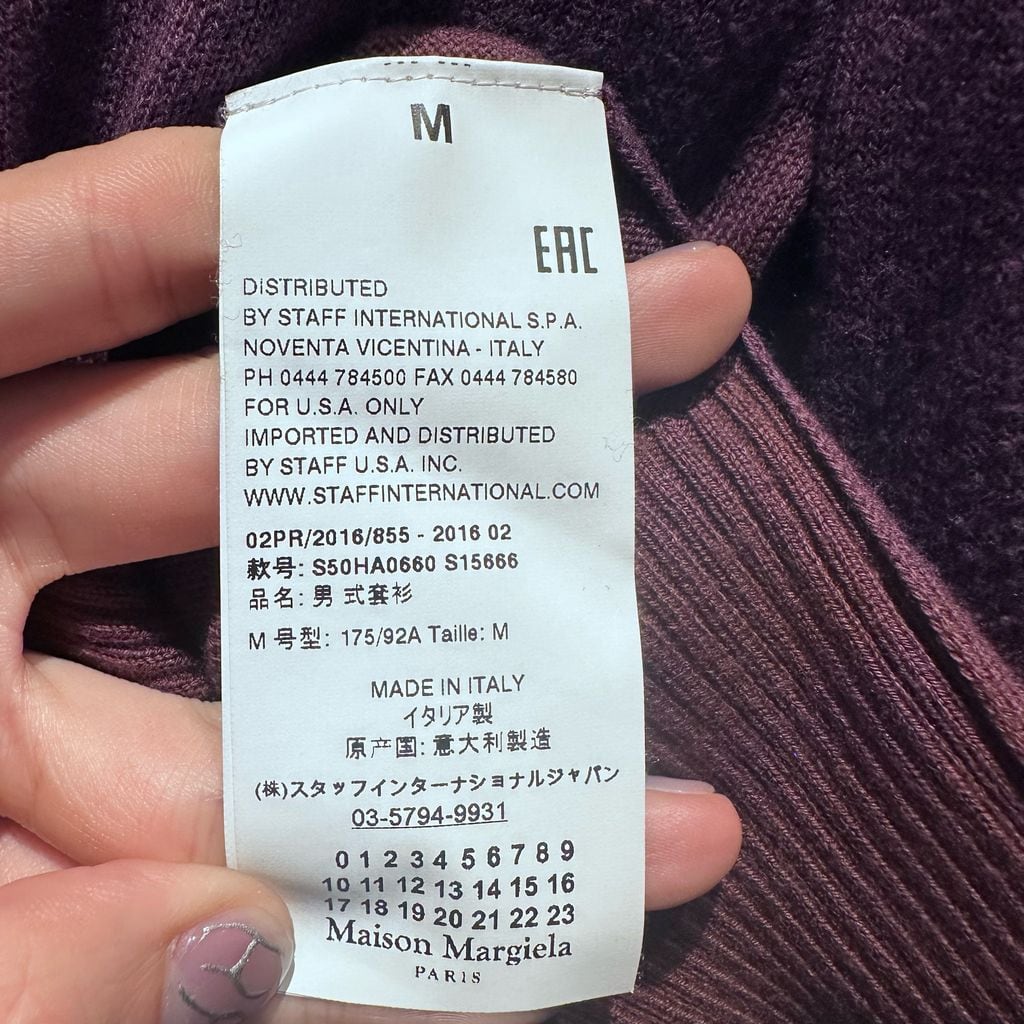 M
EAC
DISTRIBUTED
BY STAFF INTERNATIONAL S.P.A.
NOVENTA VICENTINA - ITALY
PH 0444 784500 FAX 0444 784580
FOR U.S.A. ONLY
IMPORTED AND DISTRIBUTED
BY STAFF U.S.A. INC.
WWW.STAFFINTERNATIONAL.COM
02PR/2016/855 - 2016 02
款号: S50HA0660 S15666
品名: 男 式套衫
M 号型: 175/92A Taille: M
MADE IN ITALY
イタリア製
原产国: 意大利製造
(株)スタッフインターナショナルジャパン
03-5794-9931
0 1 2 3 4 5 6 7 8 9
10 11 12 13 14 15 16
17 18 19 20 21 22 23
Maison Margiela
PARIS